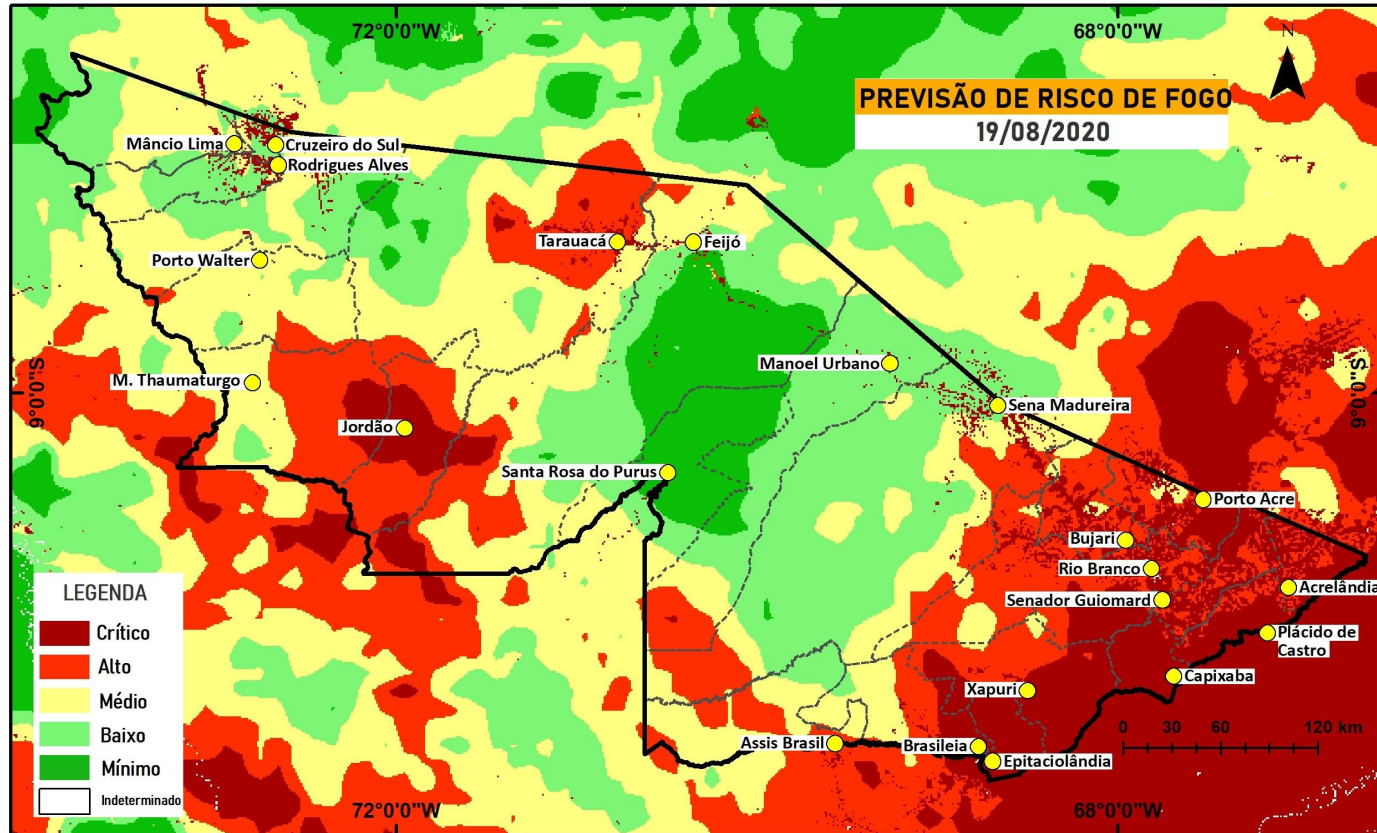 72°0'0"W
68°0'0"W
N
PREVISÃO DE RISCO DE FOGO
19/08/2020
Mâncio Lima
Cruzeiro do Sul
Rodrigues Alves
Tarauacá
Feijó
Porto Walter
Manoel Urbano
M. Thaumaturgo
9°0'0"S
9°0'0"S
Sena Madureira
Jordão
Santa Rosa do Purus
Porto Acre
Bujari
Rio Branco
Senador Guiomard
Acrelândia
Plácido de
Castro
Capixaba
Xapuri
Assis Brasil
Brasileia
Epitaciolândia
0 30 60 120 km
LEGENDA
Crítico
Alto
Médio
Baixo
Mínimo
Indeterminado
72°0'0"W
68°0'0"W